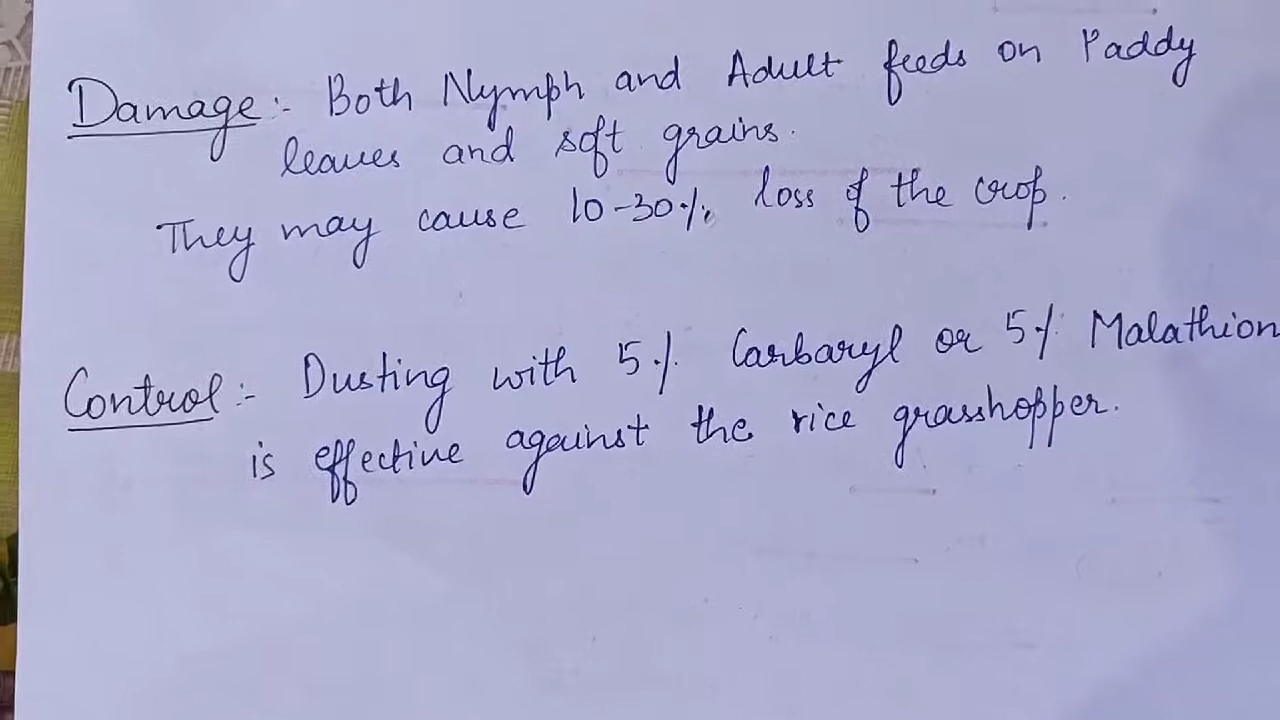 Damage:- Both Nymph and Adult feeds on Paddy
leaves and soft grains.
They may cause 10-30% loss of the crop.
Control:- Dusting with 5% Carbaryl or 5% Malathion
is effective against the rice grasshopper.